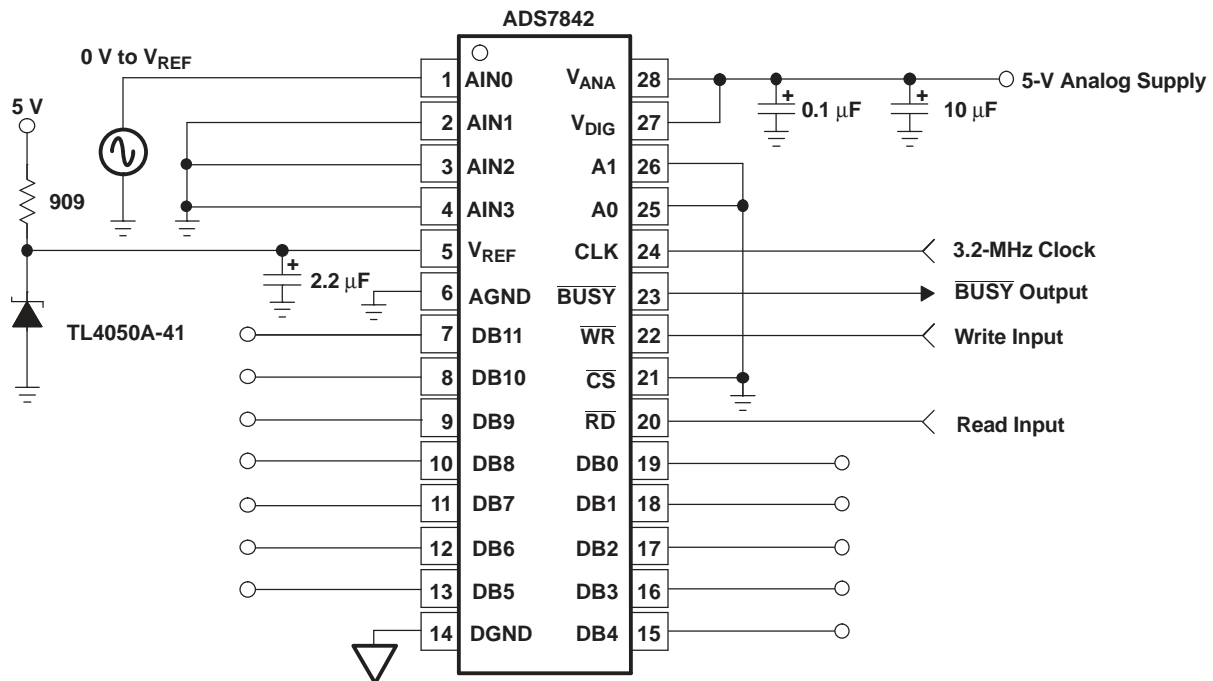 ADS7842
0 V to VREF
5 V
909
TL4050A-41
2.2 μF
1 AIN0
2 AIN1
3 AIN2
4 AIN3
5 VREF
6 AGND
7 DB11
8 DB10
9 DB9
10 DB8
11 DB7
12 DB6
13 DB5
14 DGND
VANA 28
VDIG 27
A1 26
A0 25
CLK 24
BUSY 23
WR 22
CS 21
RD 20
DB0 19
DB1 18
DB2 17
DB3 16
DB4 15
+
+
+
0.1 μF
10 μF
5-V Analog Supply
3.2-MHz Clock
BUSY Output
Write Input
Read Input